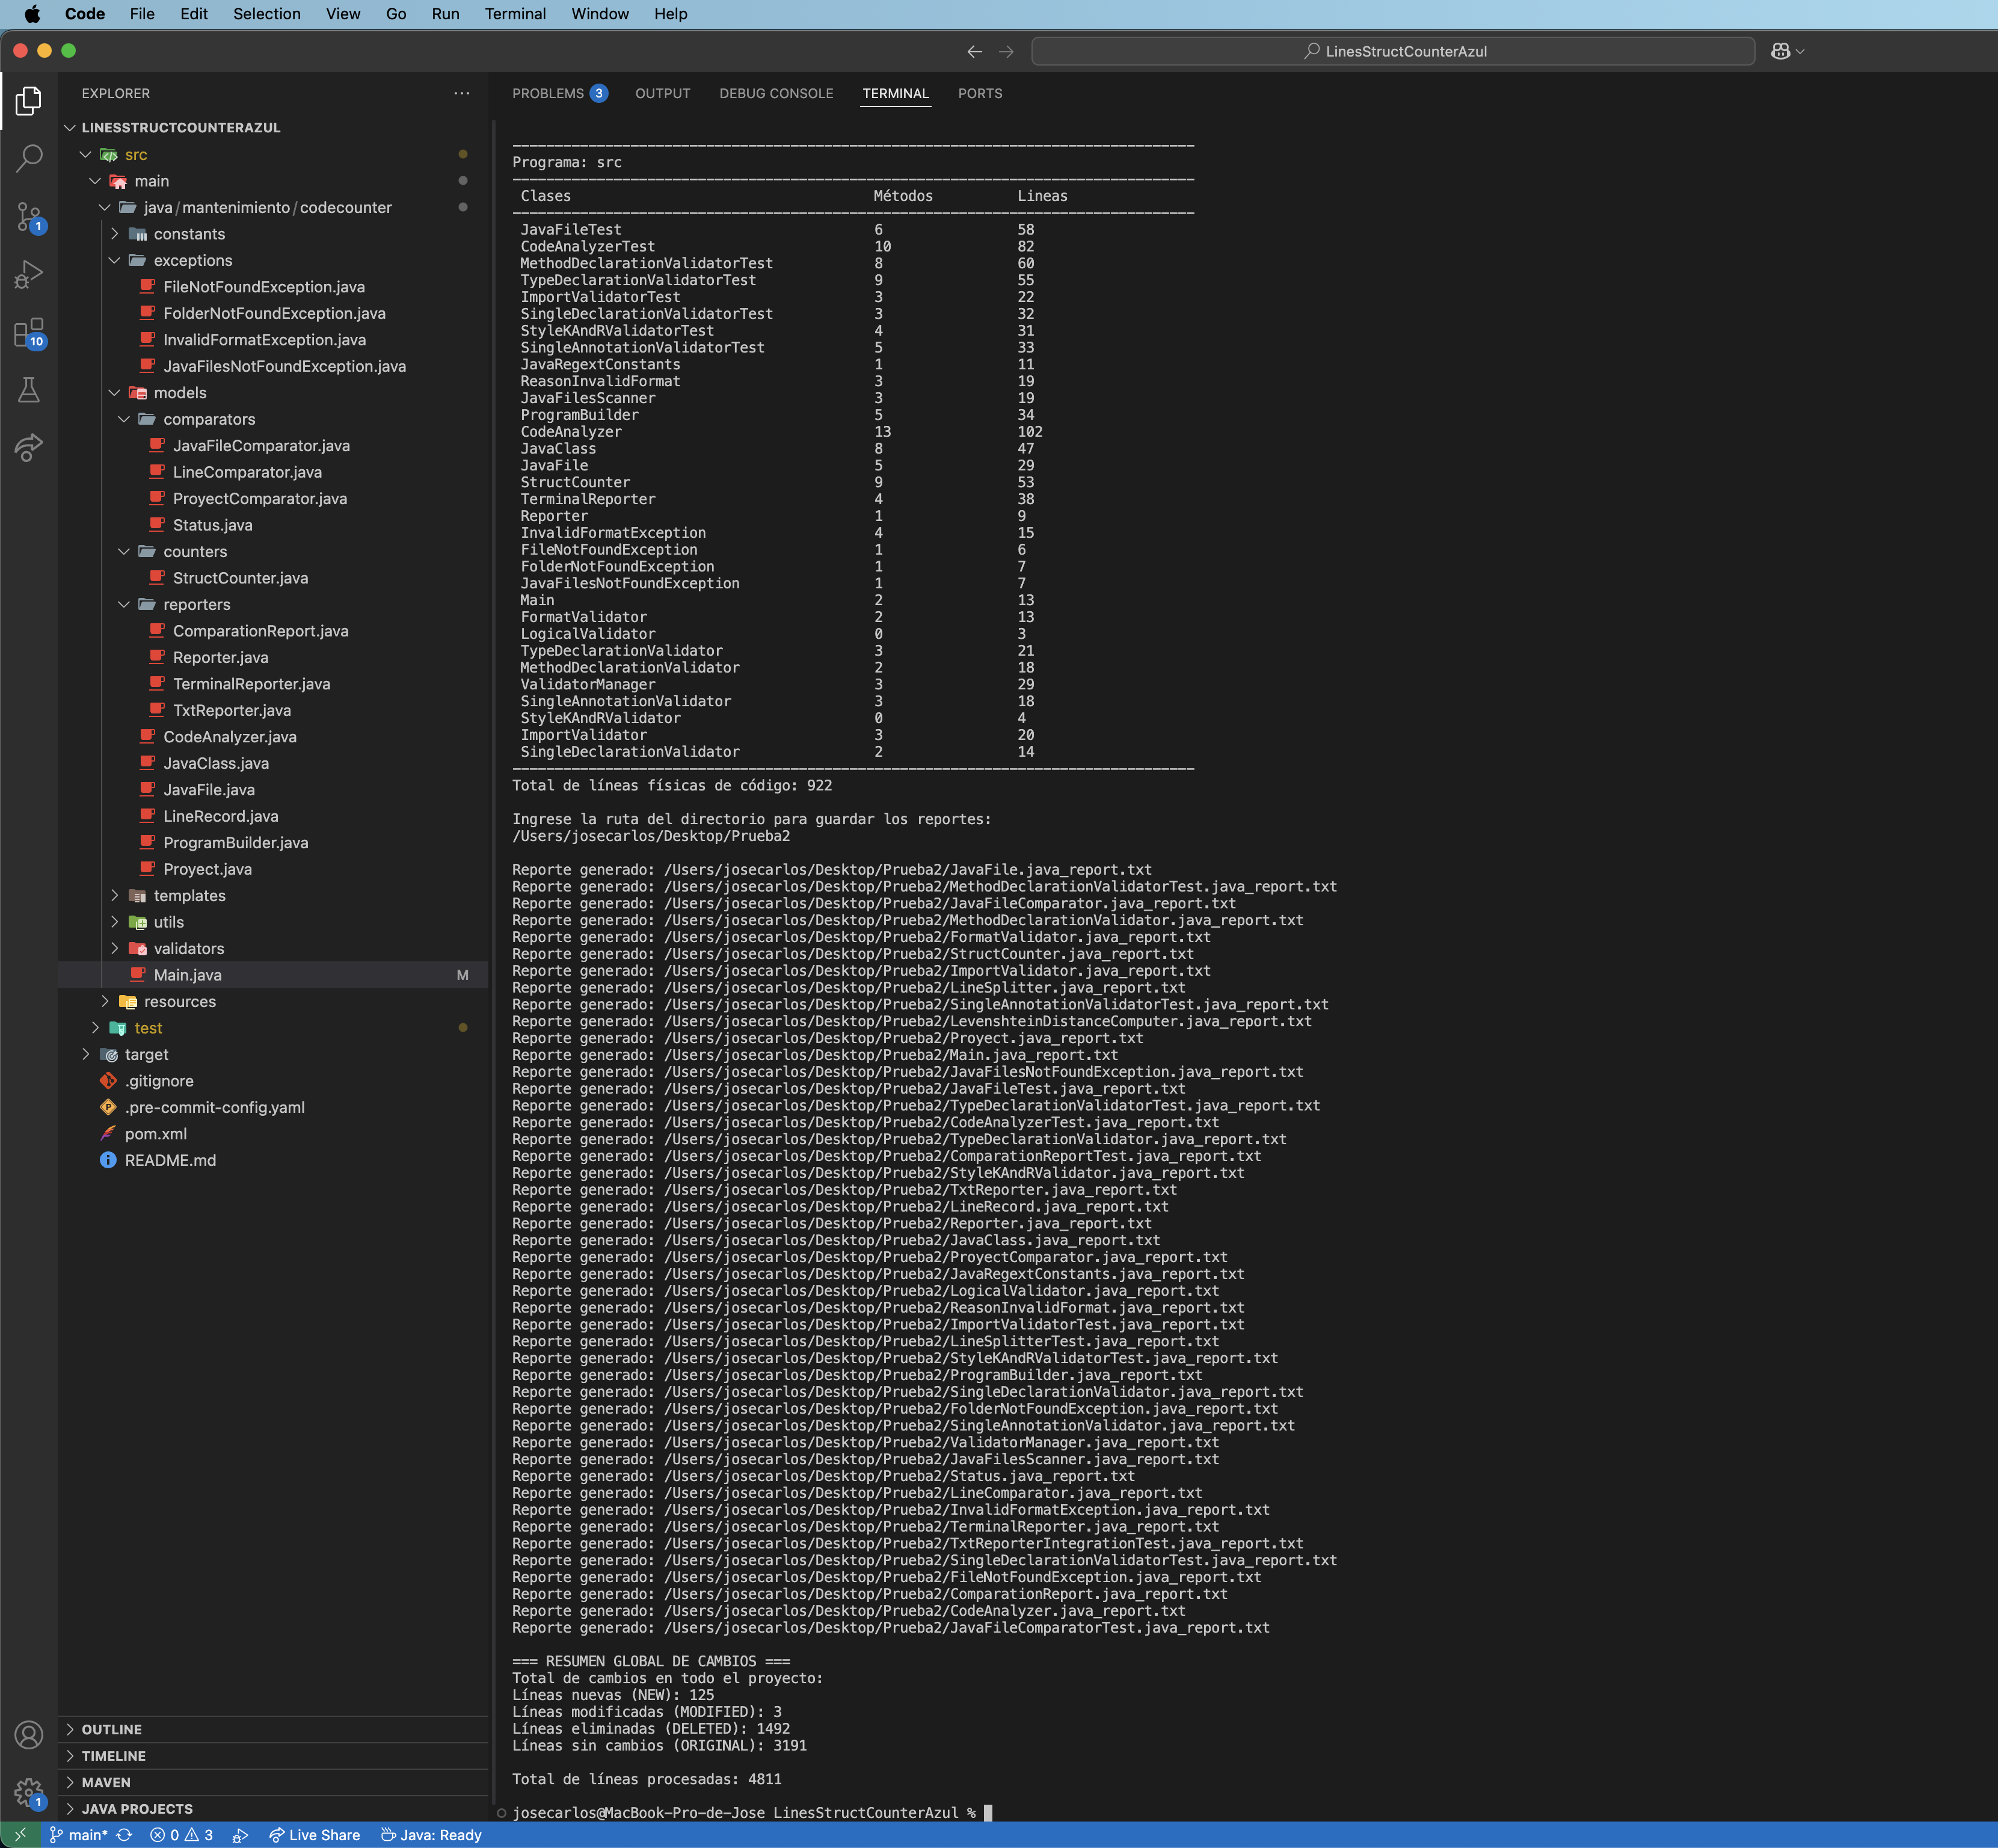 Code File Edit Selection View Go Run Terminal Window Help
LinesStructCounterAzul
EXPLORER
LINESSTRUCTCOUNTERAZUL
src
main
java/mantenimiento/codecounter
constants
exceptions
FileNotFoundException.java
FolderNotFoundException.java
InvalidFormatException.java
JavaFilesNotFoundException.java
models
comparators
JavaFileComparator.java
LineComparator.java
ProyectComparator.java
Status.java
counters
StructCounter.java
reporters
ComparationReport.java
Reporter.java
TerminalReporter.java
TxtReporter.java
CodeAnalyzer.java
JavaClass.java
JavaFile.java
LineRecord.java
ProgramBuilder.java
Proyect.java
templates
utils
validators
Main.java M
resources
test
target
.gitignore
.pre-commit-config.yaml
pom.xml
README.md
OUTLINE
TIMELINE
MAVEN
JAVA PROJECTS
1
10
1
PROBLEMS 3 OUTPUT DEBUG CONSOLE TERMINAL PORTS
Programa: src
Clases Métodos Lineas
JavaFileTest 6 58
CodeAnalyzerTest 10 82
MethodDeclarationValidatorTest 8 60
TypeDeclarationValidatorTest 9 55
ImportValidatorTest 3 22
SingleDeclarationValidatorTest 3 32
StyleKAndRValidatorTest 4 31
SingleAnnotationValidatorTest 5 33
JavaRegextConstants 1 11
ReasonInvalidFormat 3 19
JavaFilesScanner 3 19
ProgramBuilder 5 34
CodeAnalyzer 13 102
JavaClass 8 47
JavaFile 5 29
StructCounter 9 53
TerminalReporter 4 38
Reporter 1 9
InvalidFormatException 4 15
FileNotFoundException 1 6
FolderNotFoundException 1 7
JavaFilesNotFoundException 1 7
Main 2 13
FormatValidator 2 13
LogicalValidator 0 3
TypeDeclarationValidator 3 21
MethodDeclarationValidator 2 18
ValidatorManager 3 29
SingleAnnotationValidator 3 18
StyleKAndRValidator 0 4
ImportValidator 3 20
SingleDeclarationValidator 2 14
Total de líneas físicas de código: 922
Ingrese la ruta del directorio para guardar los reportes:
/Users/josecarlos/Desktop/Prueba2
Reporte generado: /Users/josecarlos/Desktop/Prueba2/JavaFile.java_report.txt
Reporte generado: /Users/josecarlos/Desktop/Prueba2/MethodDeclarationValidatorTest.java_report.txt
Reporte generado: /Users/josecarlos/Desktop/Prueba2/JavaFileComparator.java_report.txt
Reporte generado: /Users/josecarlos/Desktop/Prueba2/MethodDeclarationValidator.java_report.txt
Reporte generado: /Users/josecarlos/Desktop/Prueba2/FormatValidator.java_report.txt
Reporte generado: /Users/josecarlos/Desktop/Prueba2/StructCounter.java_report.txt
Reporte generado: /Users/josecarlos/Desktop/Prueba2/ImportValidator.java_report.txt
Reporte generado: /Users/josecarlos/Desktop/Prueba2/LineSplitter.java_report.txt
Reporte generado: /Users/josecarlos/Desktop/Prueba2/SingleAnnotationValidatorTest.java_report.txt
Reporte generado: /Users/josecarlos/Desktop/Prueba2/LevenshteinDistanceComputer.java_report.txt
Reporte generado: /Users/josecarlos/Desktop/Prueba2/Proyect.java_report.txt
Reporte generado: /Users/josecarlos/Desktop/Prueba2/Main.java_report.txt
Reporte generado: /Users/josecarlos/Desktop/Prueba2/JavaFilesNotFoundException.java_report.txt
Reporte generado: /Users/josecarlos/Desktop/Prueba2/JavaFileTest.java_report.txt
Reporte generado: /Users/josecarlos/Desktop/Prueba2/TypeDeclarationValidatorTest.java_report.txt
Reporte generado: /Users/josecarlos/Desktop/Prueba2/CodeAnalyzerTest.java_report.txt
Reporte generado: /Users/josecarlos/Desktop/Prueba2/TypeDeclarationValidator.java_report.txt
Reporte generado: /Users/josecarlos/Desktop/Prueba2/ComparationReportTest.java_report.txt
Reporte generado: /Users/josecarlos/Desktop/Prueba2/StyleKAndRValidator.java_report.txt
Reporte generado: /Users/josecarlos/Desktop/Prueba2/TxtReporter.java_report.txt
Reporte generado: /Users/josecarlos/Desktop/Prueba2/LineRecord.java_report.txt
Reporte generado: /Users/josecarlos/Desktop/Prueba2/Reporter.java_report.txt
Reporte generado: /Users/josecarlos/Desktop/Prueba2/JavaClass.java_report.txt
Reporte generado: /Users/josecarlos/Desktop/Prueba2/ProyectComparator.java_report.txt
Reporte generado: /Users/josecarlos/Desktop/Prueba2/JavaRegextConstants.java_report.txt
Reporte generado: /Users/josecarlos/Desktop/Prueba2/LogicalValidator.java_report.txt
Reporte generado: /Users/josecarlos/Desktop/Prueba2/ReasonInvalidFormat.java_report.txt
Reporte generado: /Users/josecarlos/Desktop/Prueba2/ImportValidatorTest.java_report.txt
Reporte generado: /Users/josecarlos/Desktop/Prueba2/LineSplitterTest.java_report.txt
Reporte generado: /Users/josecarlos/Desktop/Prueba2/StyleKAndRValidatorTest.java_report.txt
Reporte generado: /Users/josecarlos/Desktop/Prueba2/ProgramBuilder.java_report.txt
Reporte generado: /Users/josecarlos/Desktop/Prueba2/SingleDeclarationValidator.java_report.txt
Reporte generado: /Users/josecarlos/Desktop/Prueba2/FolderNotFoundException.java_report.txt
Reporte generado: /Users/josecarlos/Desktop/Prueba2/SingleAnnotationValidator.java_report.txt
Reporte generado: /Users/josecarlos/Desktop/Prueba2/ValidatorManager.java_report.txt
Reporte generado: /Users/josecarlos/Desktop/Prueba2/JavaFilesScanner.java_report.txt
Reporte generado: /Users/josecarlos/Desktop/Prueba2/Status.java_report.txt
Reporte generado: /Users/josecarlos/Desktop/Prueba2/LineComparator.java_report.txt
Reporte generado: /Users/josecarlos/Desktop/Prueba2/InvalidFormatException.java_report.txt
Reporte generado: /Users/josecarlos/Desktop/Prueba2/TerminalReporter.java_report.txt
Reporte generado: /Users/josecarlos/Desktop/Prueba2/TxtReporterIntegrationTest.java_report.txt
Reporte generado: /Users/josecarlos/Desktop/Prueba2/SingleDeclarationValidatorTest.java_report.txt
Reporte generado: /Users/josecarlos/Desktop/Prueba2/FileNotFoundException.java_report.txt
Reporte generado: /Users/josecarlos/Desktop/Prueba2/ComparationReport.java_report.txt
Reporte generado: /Users/josecarlos/Desktop/Prueba2/CodeAnalyzer.java_report.txt
Reporte generado: /Users/josecarlos/Desktop/Prueba2/JavaFileComparatorTest.java_report.txt
=== RESUMEN GLOBAL DE CAMBIOS ===
Total de cambios en todo el proyecto:
Líneas nuevas (NEW): 125
Líneas modificadas (MODIFIED): 3
Líneas eliminadas (DELETED): 1492
Líneas sin cambios (ORIGINAL): 3191
Total de líneas procesadas: 4811
josecarlos@MacBook-Pro-de-Jose LinesStructCounterAzul %
main* 0 3 Live Share Java: Ready